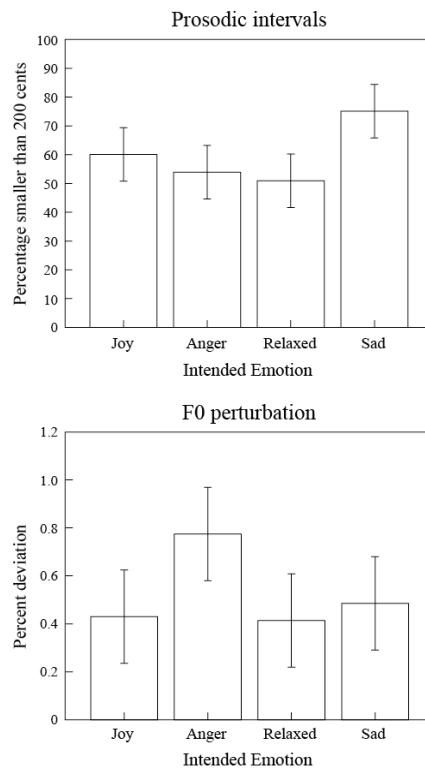 Prosodic intervals
Percentage smaller than 200 cents
100
90
80
70
60
50
40
30
20
10
0
Joy Anger Relaxed Sad
Intended Emotion
F0 perturbation
Percent deviation
1.2
1.0
0.8
0.6
0.4
0.2
0
Joy Anger Relaxed Sad
Intended Emotion